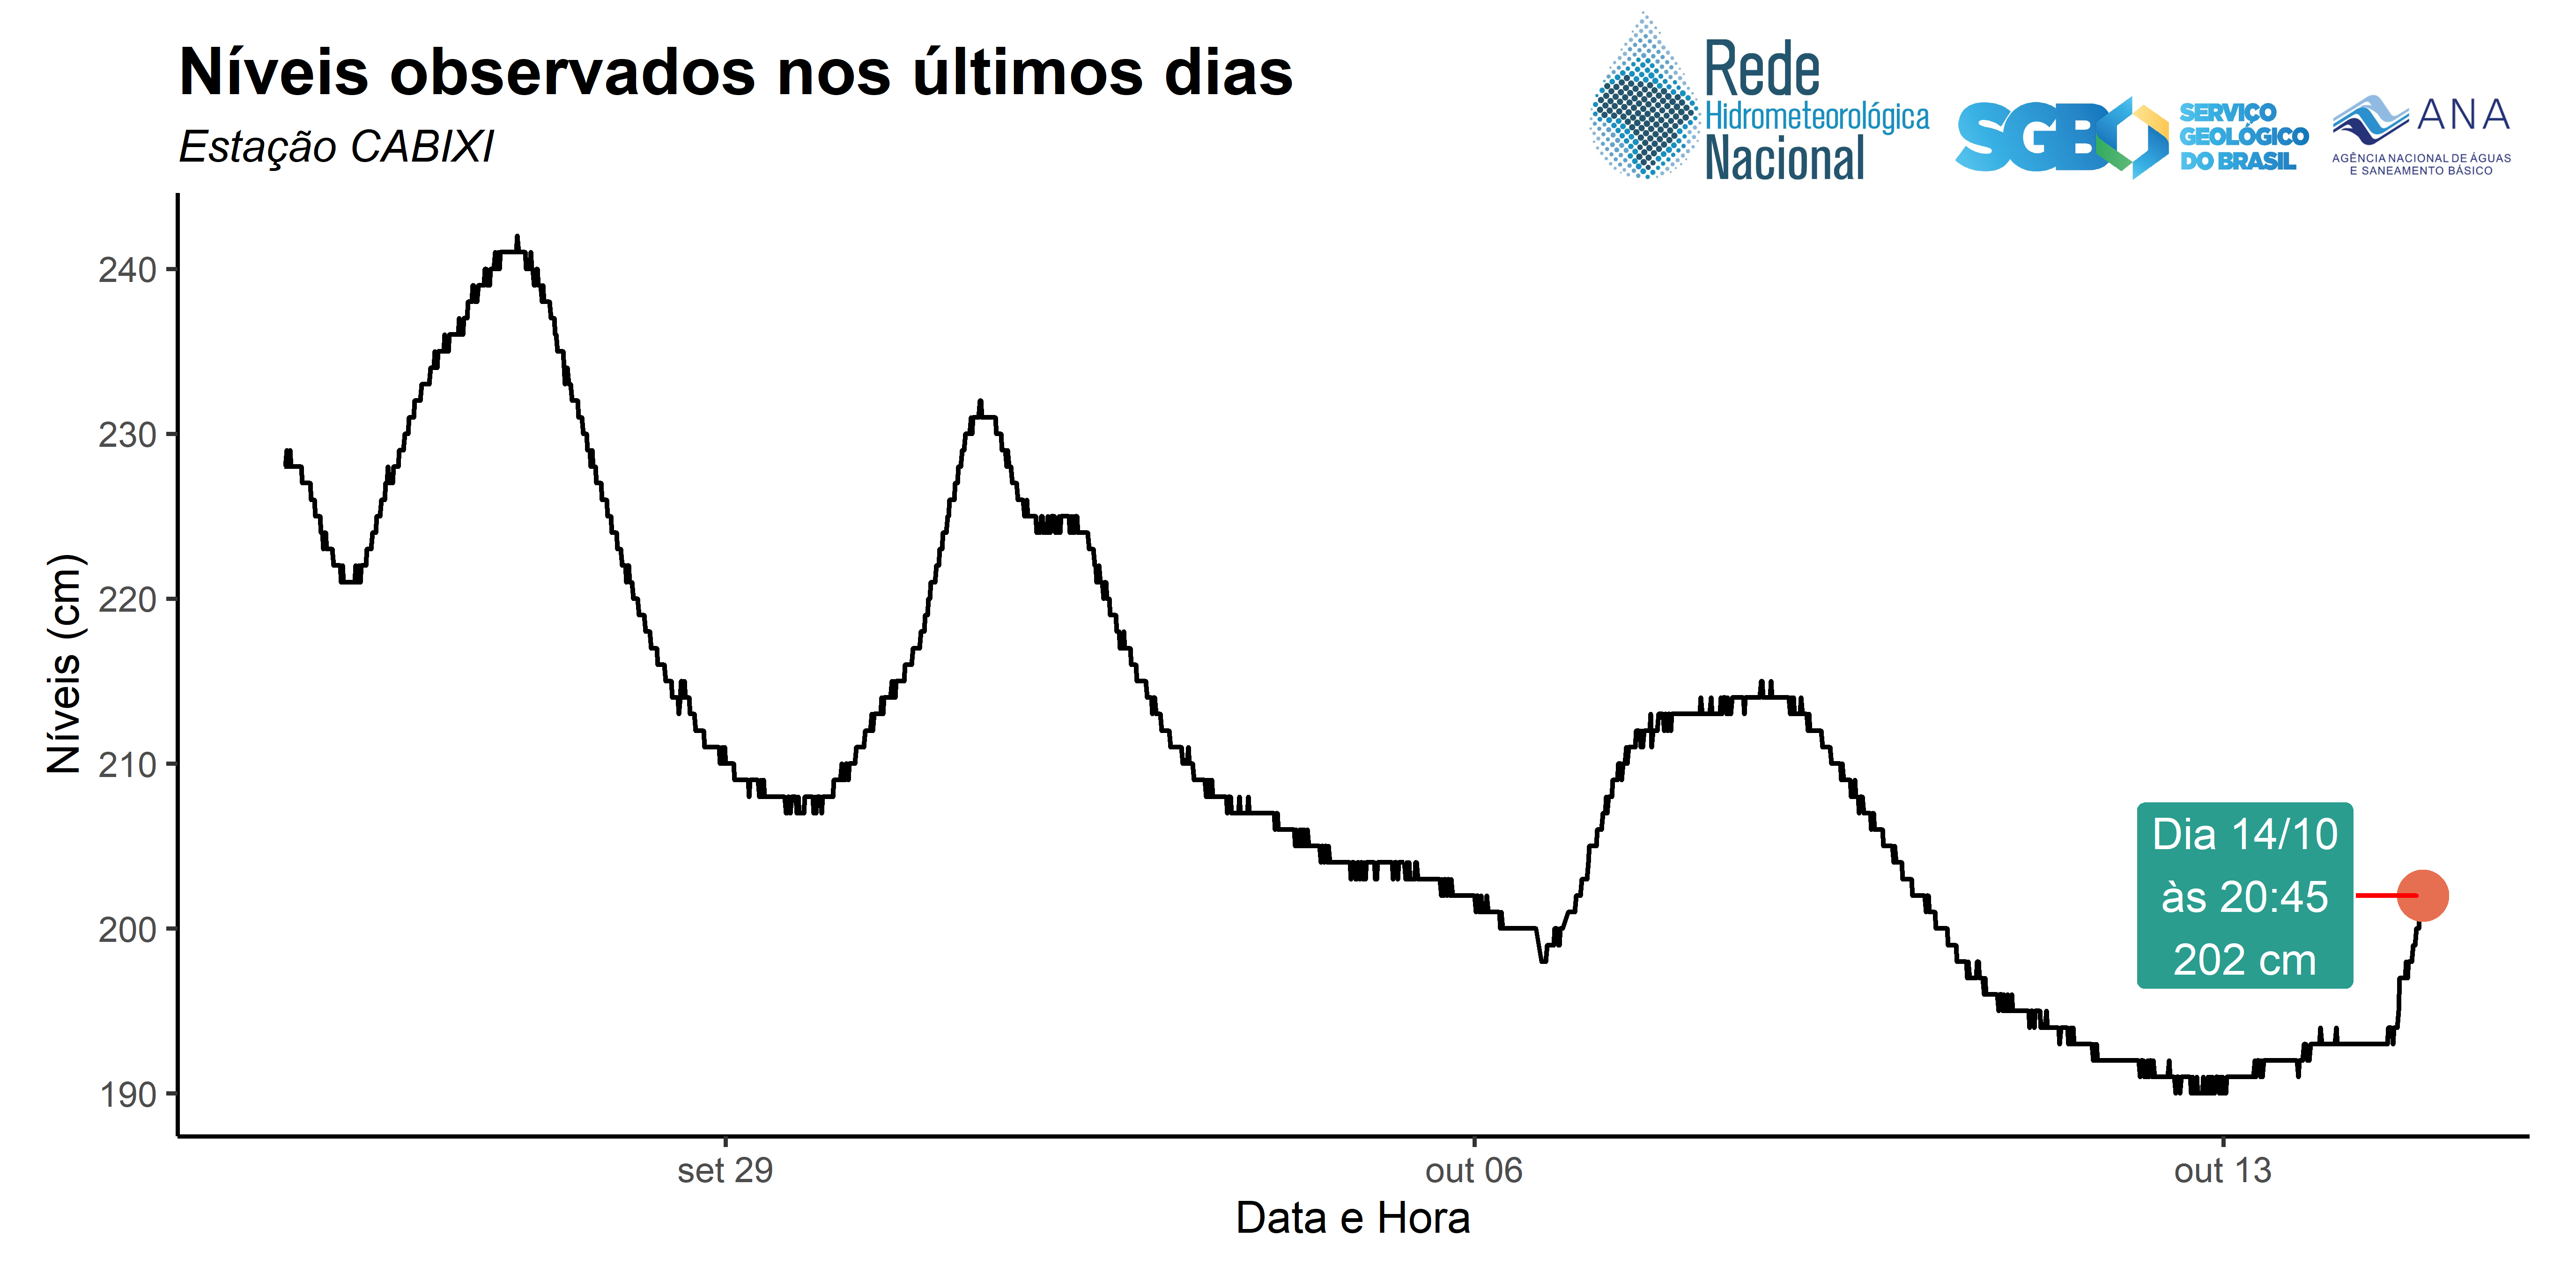 Níveis observados nos últimos dias
Estação CABIXI
Rede
Hidrometeorológica
Nacional
SGB
SERVIÇO
GEOLÓGICO
DO BRASIL
ANA
AGÊNCIA NACIONAL DE ÁGUAS
E SANEAMENTO BÁSICO
Níveis (cm)
240
230
220
210
200
190
Dia 14/10
às 20:45
202 cm
set 29
out 06
out 13
Data e Hora